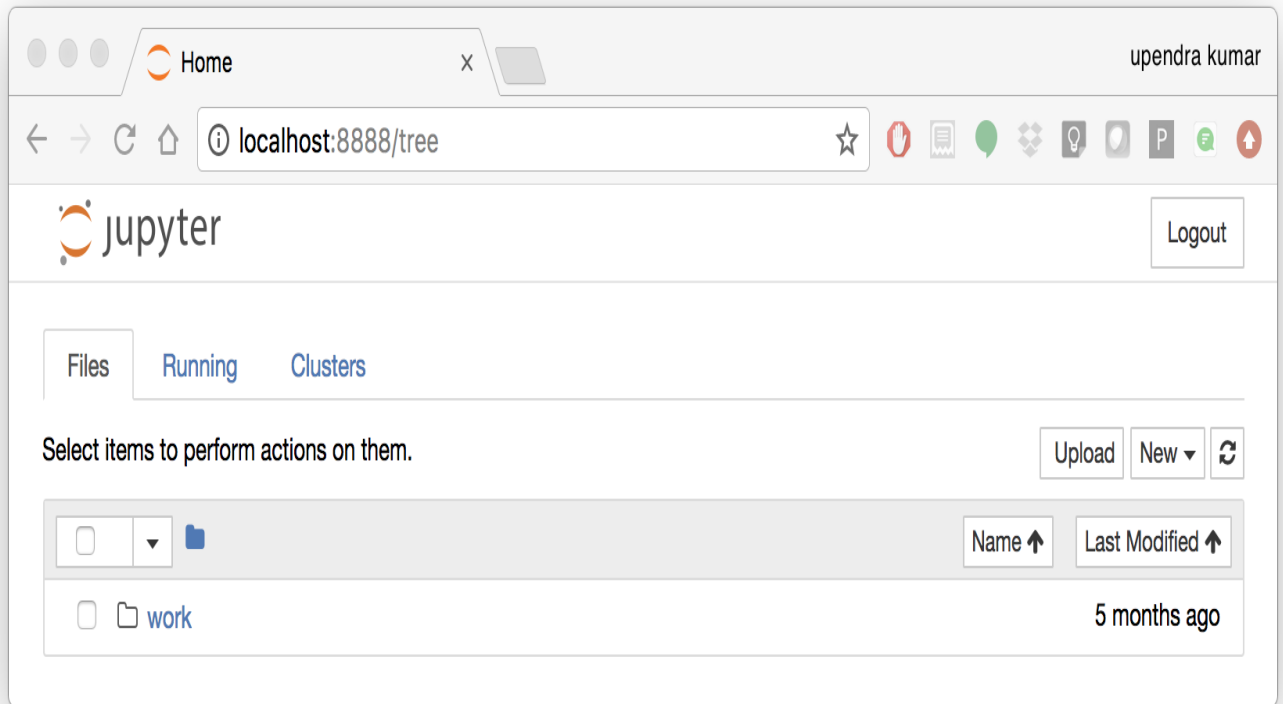 Home x
upendra kumar
localhost:8888/tree
P
jupyter
Logout
Files Running Clusters
Select items to perform actions on them.
Upload New
Name Last Modified
work 5 months ago